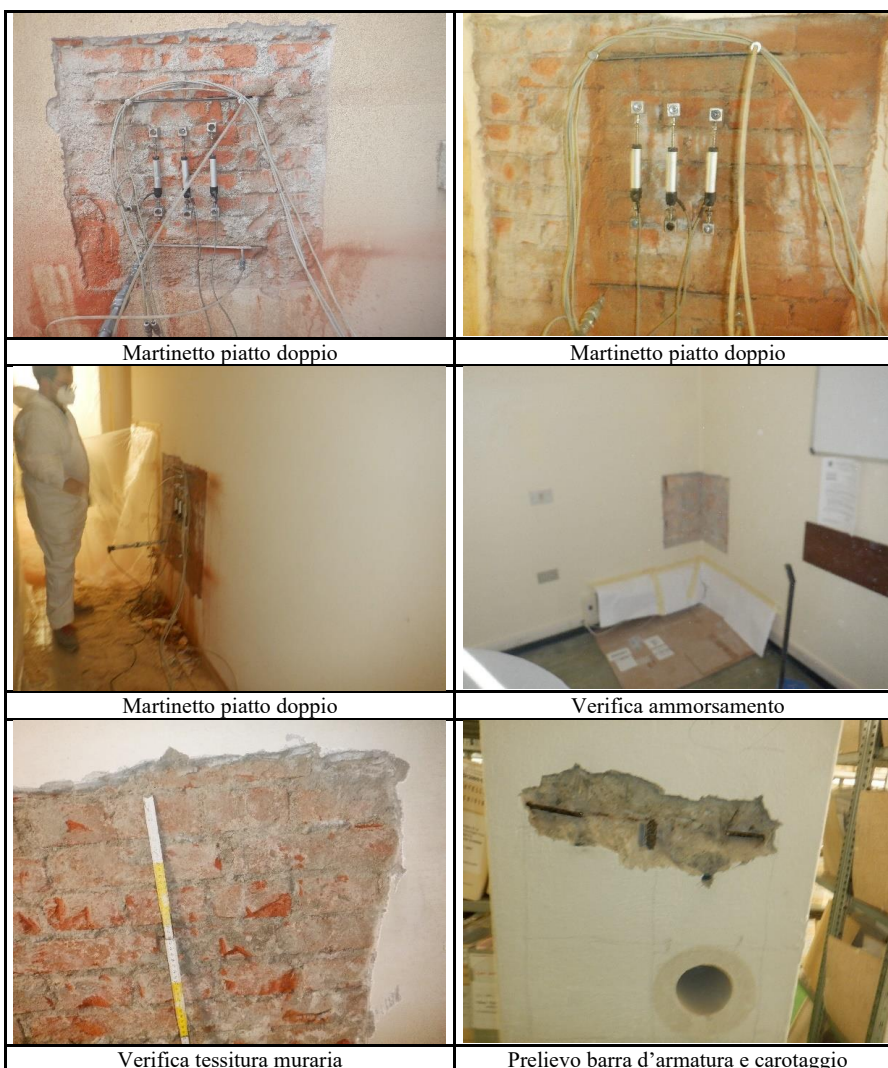 Martinetto piatto doppio
Martinetto piatto doppio
Martinetto piatto doppio
Verifica ammorsamento
Verifica tessitura muraria
Prelievo barra d’armatura e carotaggio